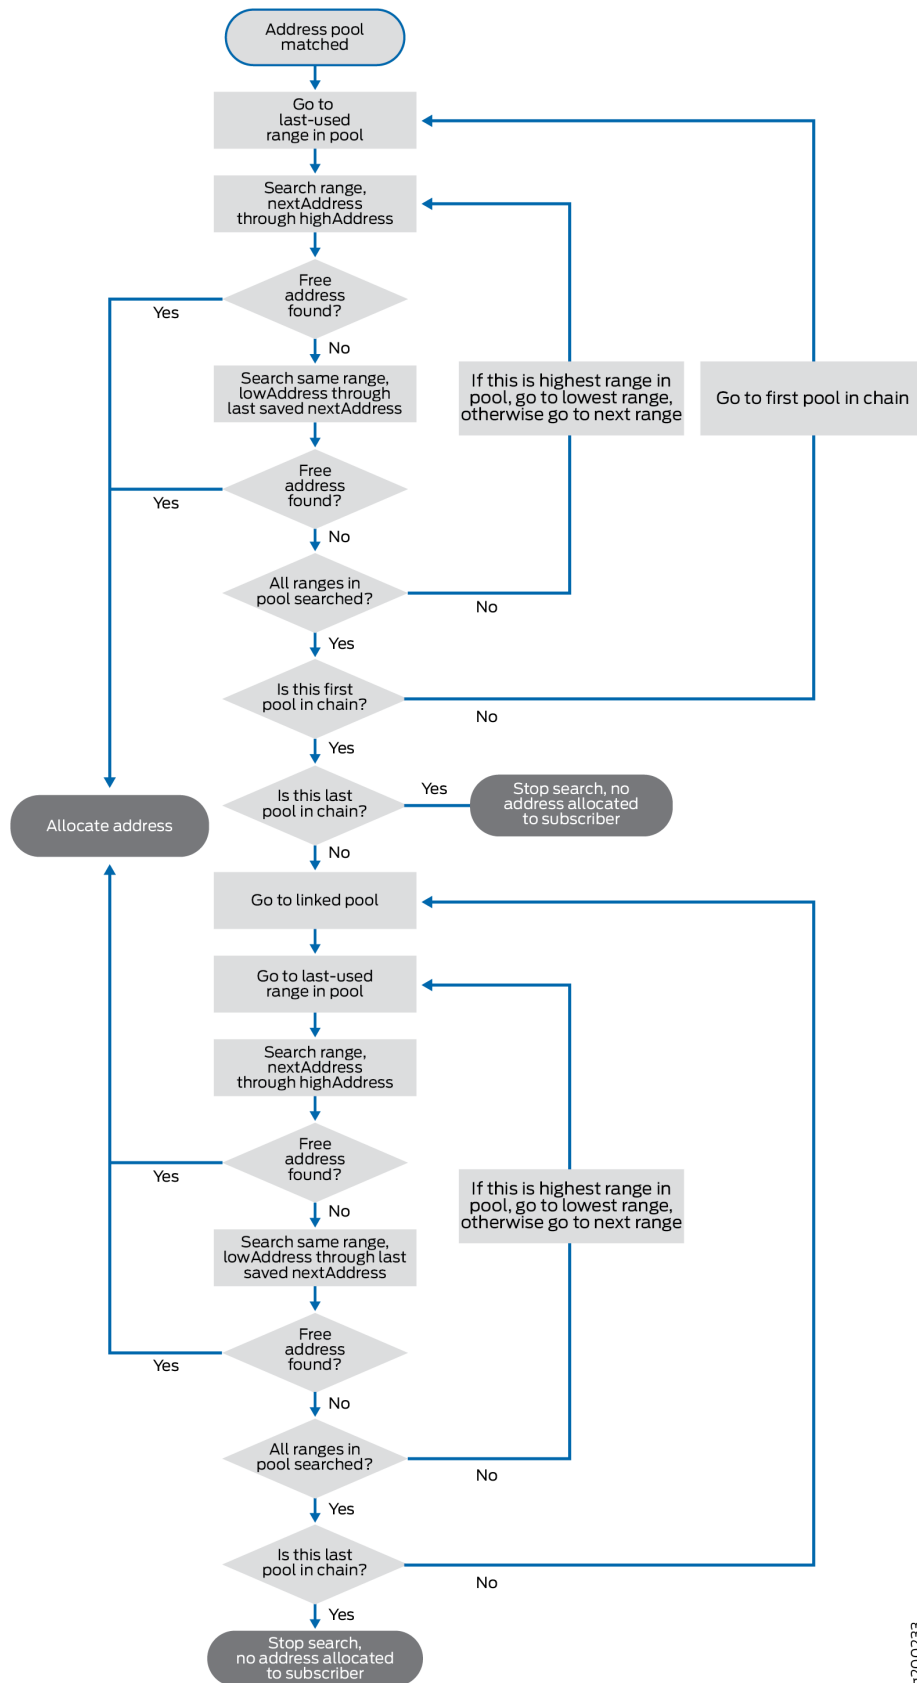 Address pool
matched
Go to
last-used
range in pool
Search range,
nextAddress
through highAddress
Free
address
found?
Yes
No
Search same range,
lowAddress through
last saved nextAddress
If this is highest range in
pool, go to lowest range,
otherwise go to next range
Go to first pool in chain
Free
address
found?
Yes
No
All ranges in
pool searched?
No
Yes
Is this first
pool in chain?
No
Yes
Is this last
pool in chain?
Yes
Stop search, no
address allocated
to subscriber
Allocate address
No
Go to linked pool
Go to last-used
range in pool
Search range,
nextAddress
through highAddress
Free
address
found?
Yes
No
Search same range,
lowAddress through last
saved nextAddress
If this is highest range in
pool, go to lowest range,
otherwise go to next range
Free
address
found?
Yes
No
All ranges in
pool searched?
No
Yes
Is this last
pool in chain?
No
Yes
Stop search,
no address allocated
to subscriber